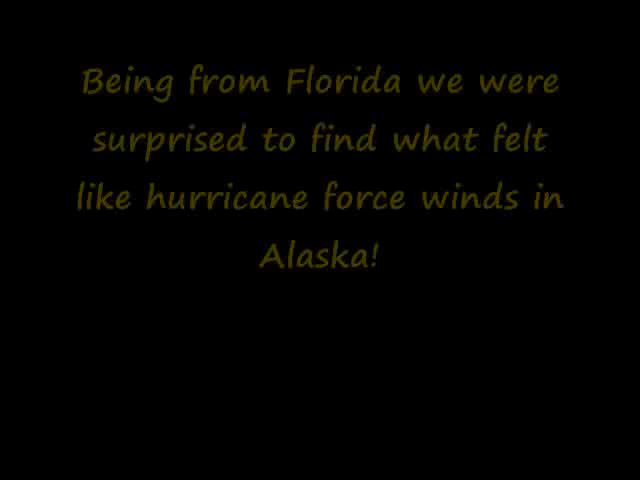 Being from Florida we were
surprised to find what felt
like hurricane force winds in
Alaska!